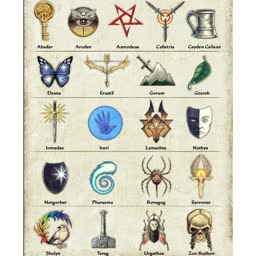 Abadar Aroden Asmodeus Calistria Cayden Cailean
Desna Erastil Gorum Gozreh
Iomedae Irori Lamashtu Nethys
Norgorber Pharasma Rovagug Sarenrae
Shelyn Torag Urgathoa Zon-Kuthon